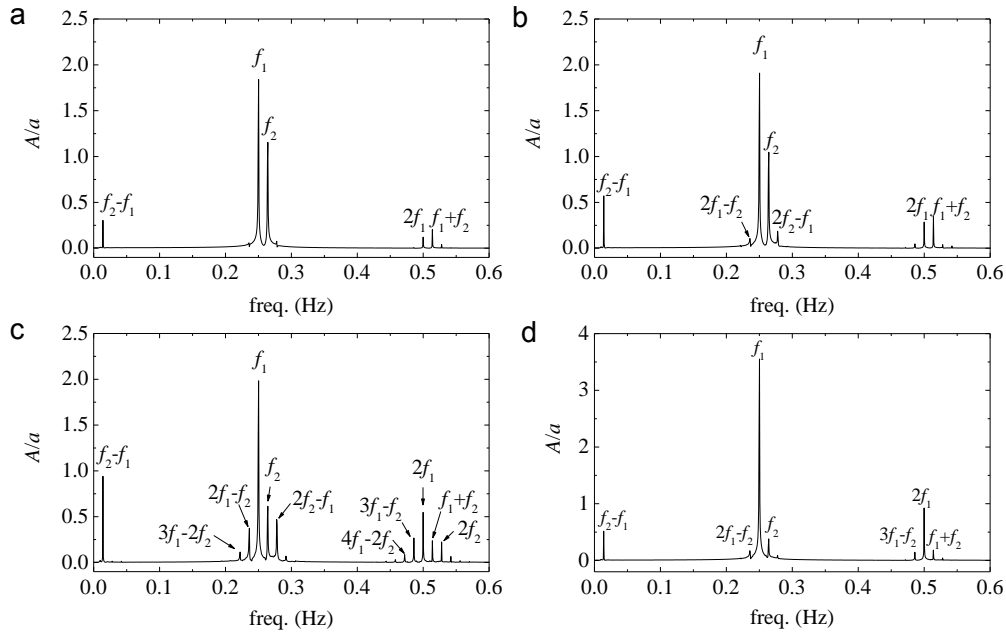 a
2.5
2.0
1.5
1.0
0.5
0.0
A/a
f₁
f₂
f₂-f₁
2f₁ f₁+f₂
0.0 0.1 0.2 0.3 0.4 0.5 0.6
freq. (Hz)
b
2.5
2.0
1.5
1.0
0.5
0.0
A/a
f₁
f₂
f₂-f₁
2f₁-f₂
2f₂-f₁
2f₁ f₁+f₂
0.0 0.1 0.2 0.3 0.4 0.5 0.6
freq. (Hz)
c
2.5
2.0
1.5
1.0
0.5
0.0
A/a
f₁
f₂-f₁
f₂
2f₁
2f₁-f₂
2f₂-f₁
3f₁-f₂
f₁+f₂
3f₁-2f₂
4f₁-2f₂
2f₂
0.0 0.1 0.2 0.3 0.4 0.5 0.6
freq. (Hz)
d
4
3
2
1
0
A/a
f₁
2f₁
f₂-f₁
2f₁-f₂
f₂
3f₁-f₂
f₁+f₂
0.0 0.1 0.2 0.3 0.4 0.5 0.6
freq. (Hz)